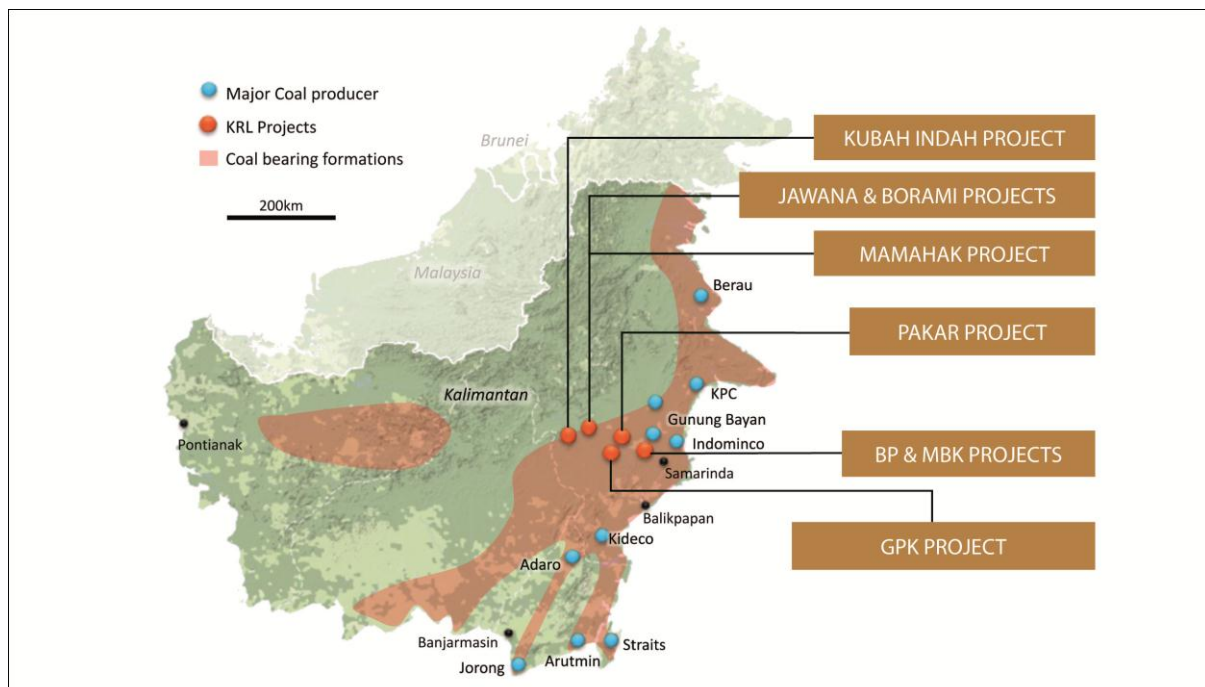 Major Coal producer
KRL Projects
Coal bearing formations
200km
Brunei
Malaysia
Kalimantan
Pontianak
Berau
KPC
Gunung Bayan
Indominco
Samarinda
Balikpapan
Kideco
Adaro
Banjarmasin
Jorong
Arutmin
Straits
KUBAH INDAH PROJECT
JAWANA & BORAMI PROJECTS
MAMAHAK PROJECT
PAKAR PROJECT
BP & MBK PROJECTS
GPK PROJECT